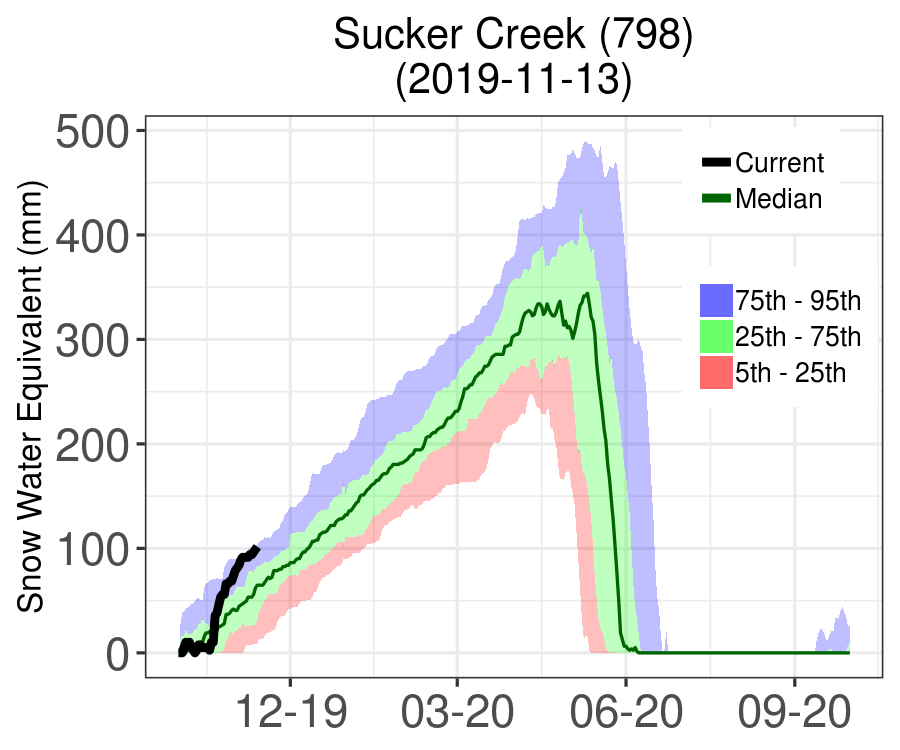 Sucker Creek (798)
(2019-11-13)
Snow Water Equivalent (mm)
500
400
300
200
100
0
12-19
03-20
06-20
09-20
Current
Median
75th - 95th
25th - 75th
5th - 25th